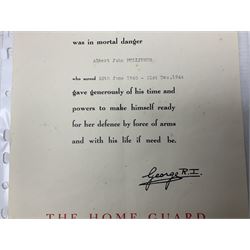 was in mortal danger
Albert John
who served 28th June 1940 - 31st Dec. 1944
gave generously of his time and
powers to make himself ready
for her defence by force of arms
and with his life if need be.
George R.I.
THE HOME GUARD